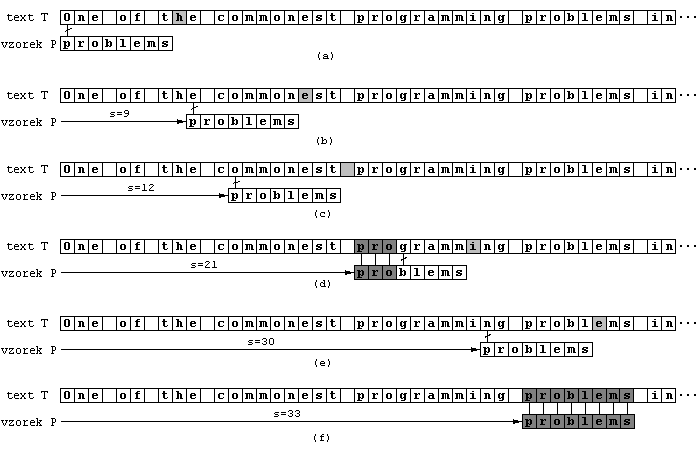 text T One of the commonest programming problems in...
vzorek P problems
(a)
text T One of the commonest programming problems in...
vzorek P s=9 problems
(b)
text T One of the commonest programming problems in...
vzorek P s=12 problems
(c)
text T One of the commonest programming problems in...
vzorek P s=21 problems
(d)
text T One of the commonest programming problems in...
vzorek P s=30 problems
(e)
text T One of the commonest programming problems in...
vzorek P s=33 problems
(f)